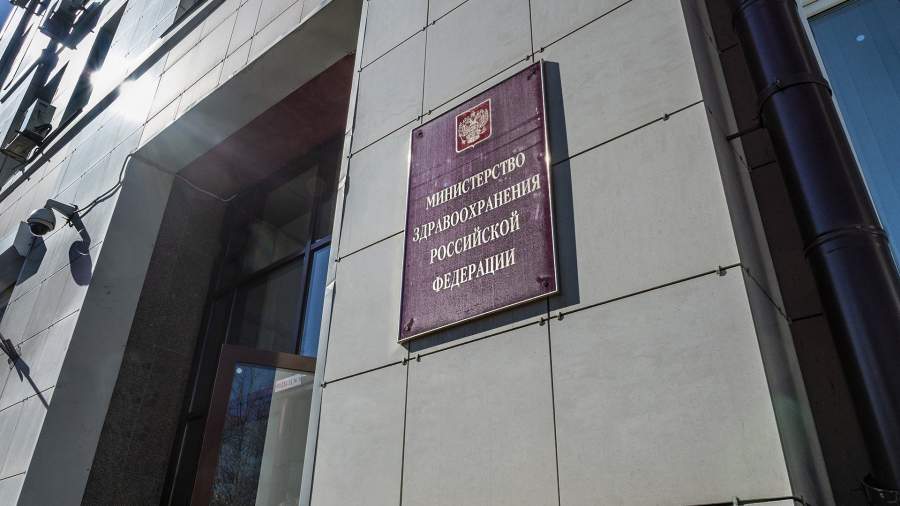 МИНИСТЕРСТВО
ЗДРАВООХРАНЕНИЯ
РОССИЙСКОЙ
ФЕДЕРАЦИИ